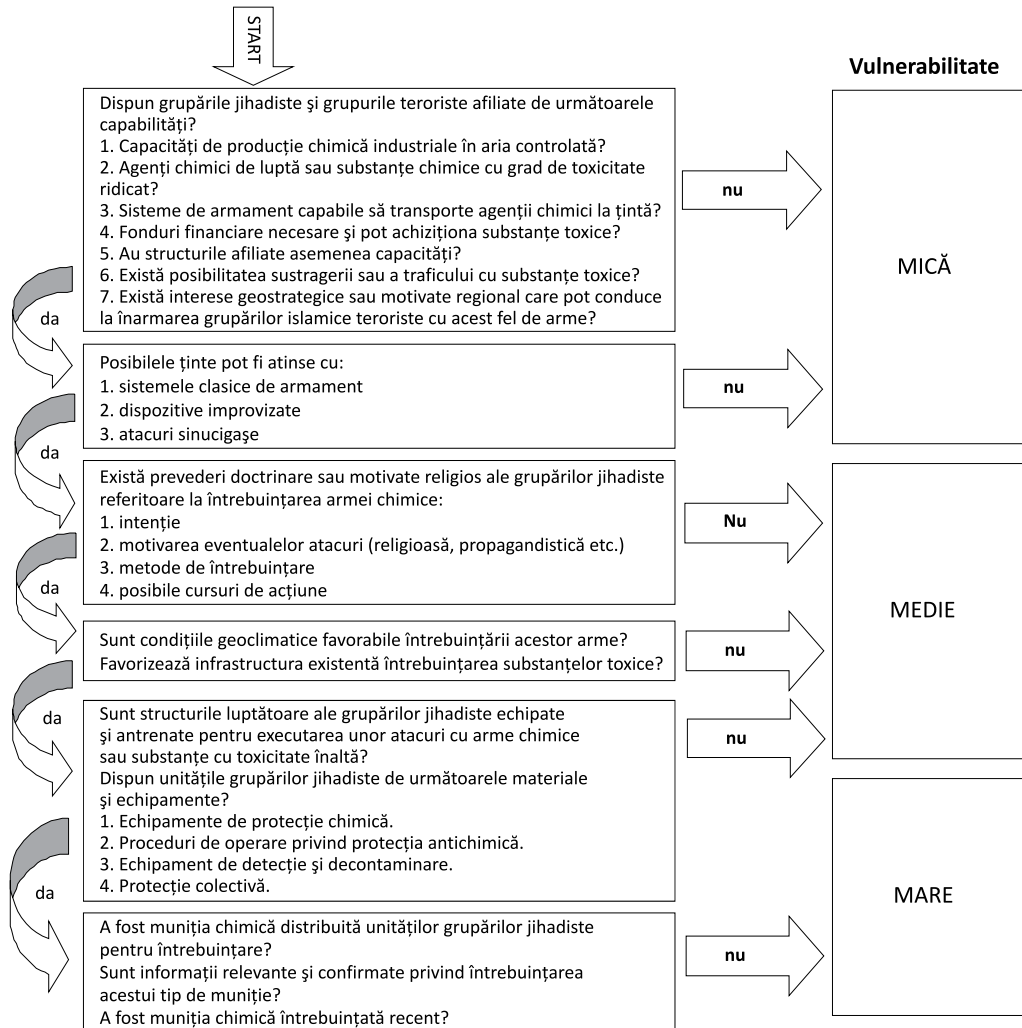 START
Vulnerabilitate
Dispun grupările jihadiste şi grupurile teroriste afiliate de următoarele
capabilități?
1. Capacități de producție chimică industriale în aria controlată?
2. Agenți chimici de luptă sau substanțe chimice cu grad de toxicitate
ridicat?
3. Sisteme de armament capabile să transporte agenții chimici la țintă?
4. Fonduri financiare necesare şi pot achiziționa substanțe toxice?
5. Au structurile afiliate asemenea capacități?
6. Există posibilitatea sustragerii sau a traficului cu substanțe toxice?
7. Există interese geostrategice sau motivate regional care pot conduce
la înarmarea grupărilor islamice teroriste cu acest fel de arme?
nu
MICĂ
da
Posibilele ținte pot fi atinse cu:
1. sistemele clasice de armament
2. dispozitive improvizate
3. atacuri sinucigaşe
nu
da
Există prevederi doctrinare sau motivate religios ale grupărilor jihadiste
referitoare la întrebuințarea armei chimice:
1. intenție
2. motivarea eventualelor atacuri (religioasă, propagandistică etc.)
3. metode de întrebuințare
4. posibile cursuri de acțiune
Nu
MEDIE
da
Sunt condițiile geoclimatice favorabile întrebuințării acestor arme?
Favorizează infrastructura existentă întrebuințarea substanțelor toxice?
nu
da
Sunt structurile luptătoare ale grupărilor jihadiste echipate
şi antrenate pentru executarea unor atacuri cu arme chimice
sau substanțe cu toxicitate înaltă?
Dispun unitățile grupărilor jihadiste de următoarele materiale
şi echipamente?
1. Echipamente de protecție chimică.
2. Proceduri de operare privind protecția antichimică.
3. Echipament de detecție şi decontaminare.
4. Protecție colectivă.
nu
MARE
da
A fost muniția chimică distribuită unităților grupărilor jihadiste
pentru întrebuințare?
Sunt informații relevante şi confirmate privind întrebuințarea
acestui tip de muniție?
A fost muniția chimică întrebuințată recent?
nu